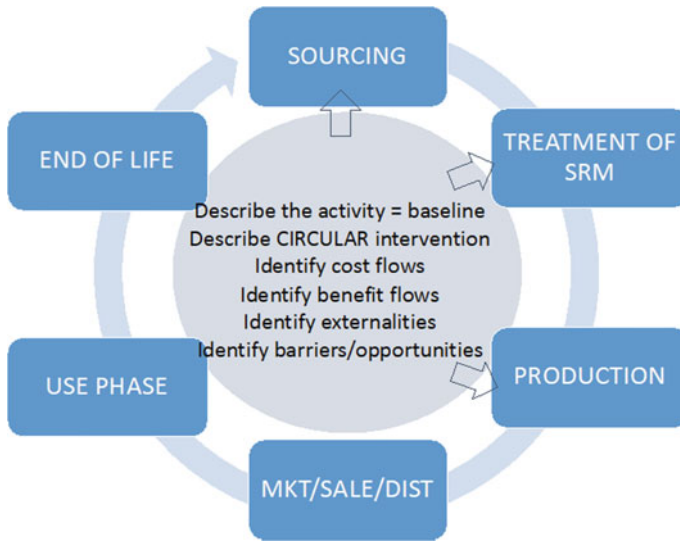 SOURCING
TREATMENT OF
SRM
PRODUCTION
MKT/SALE/DIST
USE PHASE
END OF LIFE
Describe the activity = baseline
Describe CIRCULAR intervention
Identify cost flows
Identify benefit flows
Identify externalities
Identify barriers/opportunities